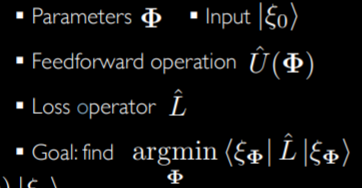 ▪ Parameters Φ ▪ Input |ξ₀⟩
▪ Feedforward operation Û(Φ)
▪ Loss operator L̂
▪ Goal: find argmin ⟨ξ_Φ| L̂ |ξ_Φ⟩
Φ